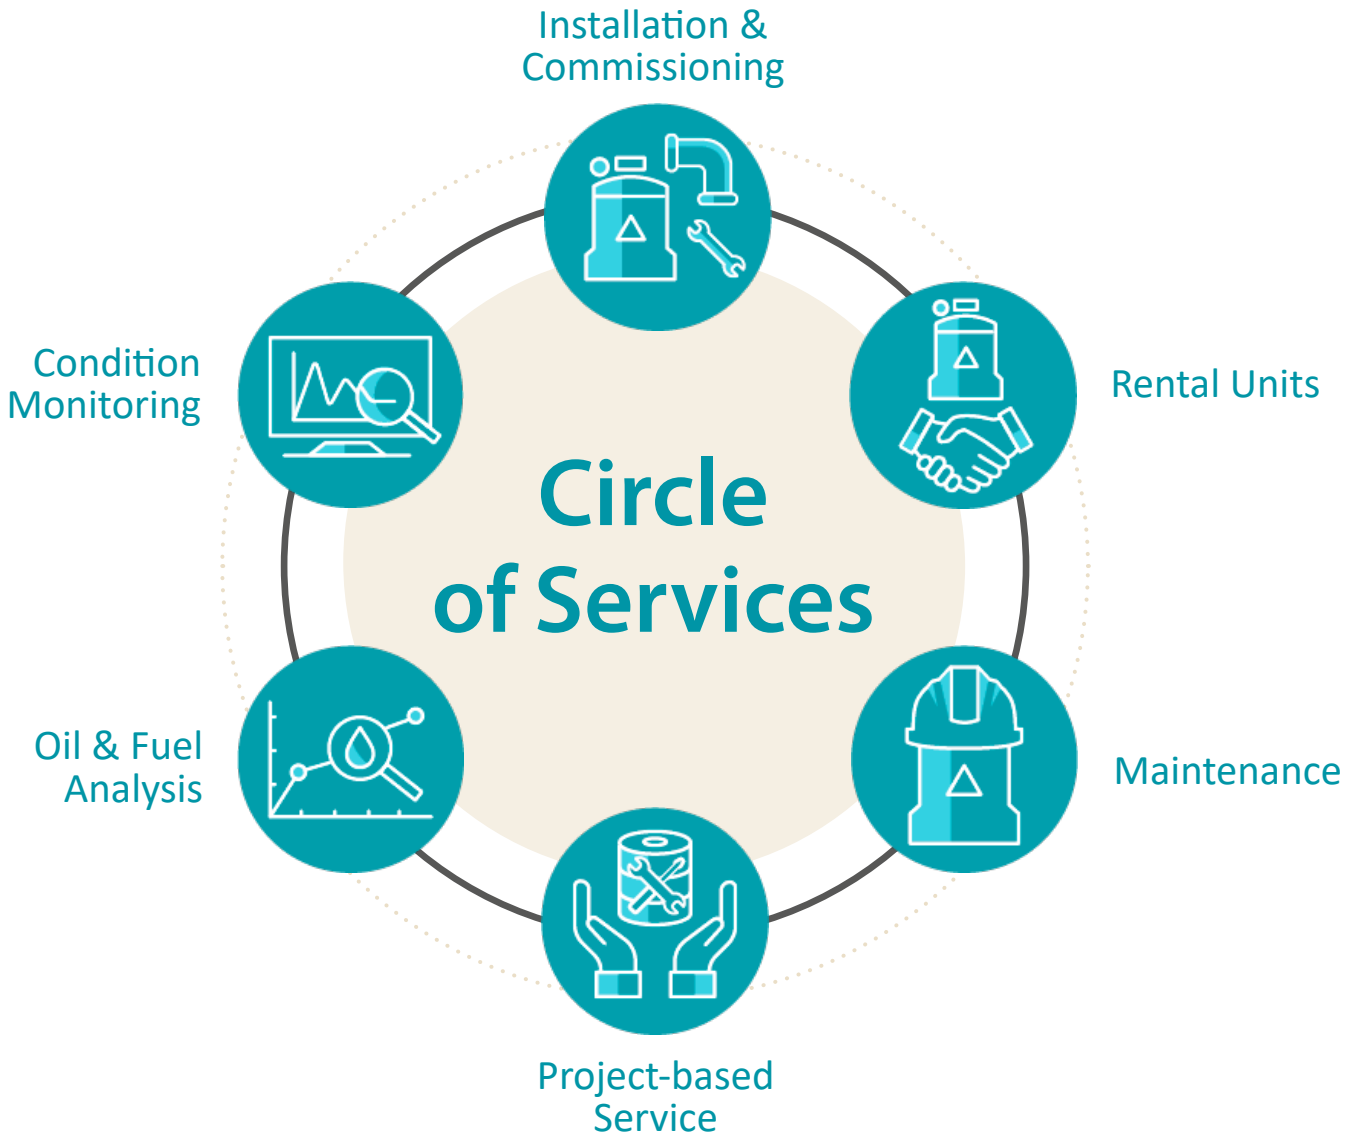 Installation &
Commissioning
Rental Units
Maintenance
Project-based
Service
Oil & Fuel
Analysis
Condition
Monitoring
Circle
of Services